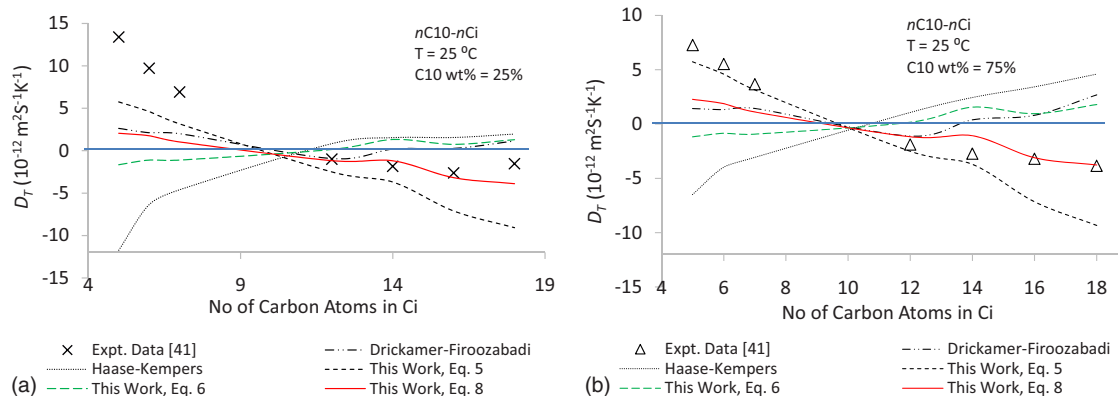 15
10
5
0
-5
-10
-15
4
9
14
19
D_T (10⁻¹² m²S⁻¹K⁻¹)
No of Carbon Atoms in Ci
nC10-nCi
T = 25 ⁰C
C10 wt% = 25%
Expt. Data [41]
Drickamer-Firoozabadi
Haase-Kempers
This Work, Eq. 5
This Work, Eq. 6
This Work, Eq. 8
(a)
10
5
0
-5
-10
-15
4
6
8
10
12
14
16
18
D_T (10⁻¹² m²S⁻¹K⁻¹)
No of Carbon Atoms in Ci
nC10-nCi
T = 25 ⁰C
C10 wt% = 75%
Expt. Data [41]
Drickamer-Firoozabadi
Haase-Kempers
This Work, Eq. 5
This Work, Eq. 6
This Work, Eq. 8
(b)